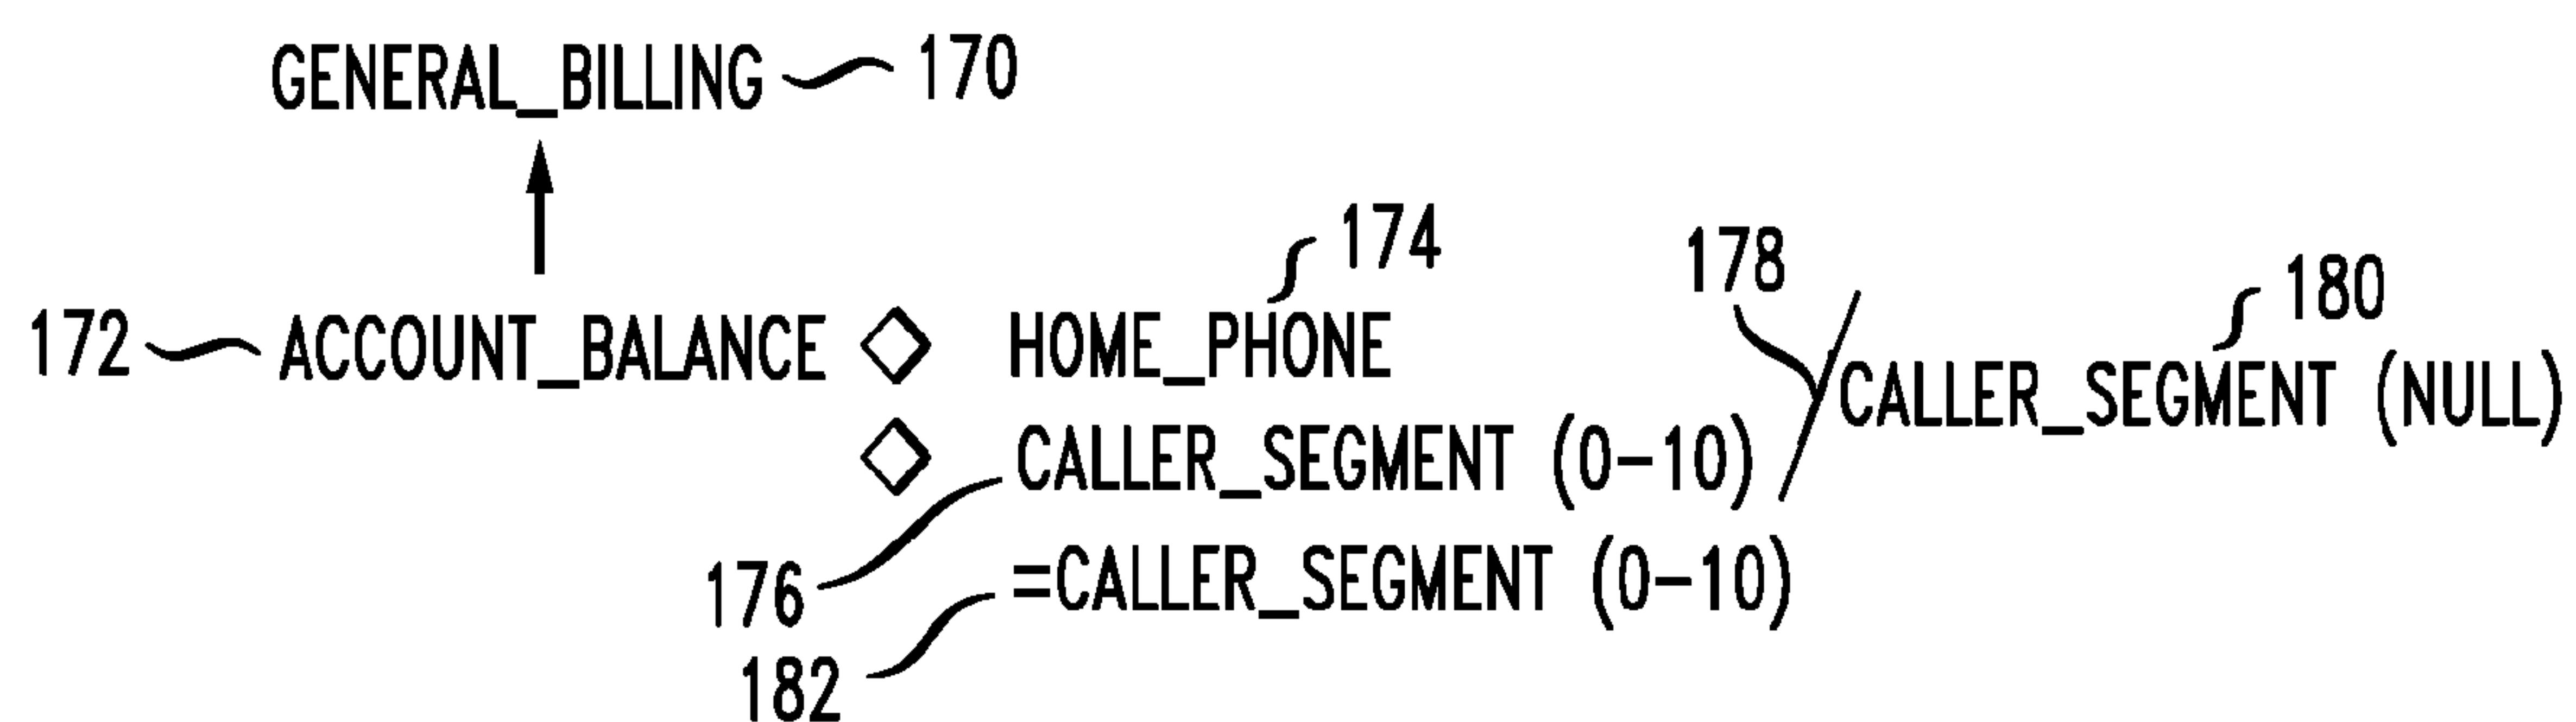 GENERAL_BILLING 170
174
178
180
172 ACCOUNT_BALANCE ◇ HOME_PHONE
CALLER_SEGMENT (NULL)
◇ CALLER_SEGMENT (0-10)
176 =CALLER_SEGMENT (0-10)
182